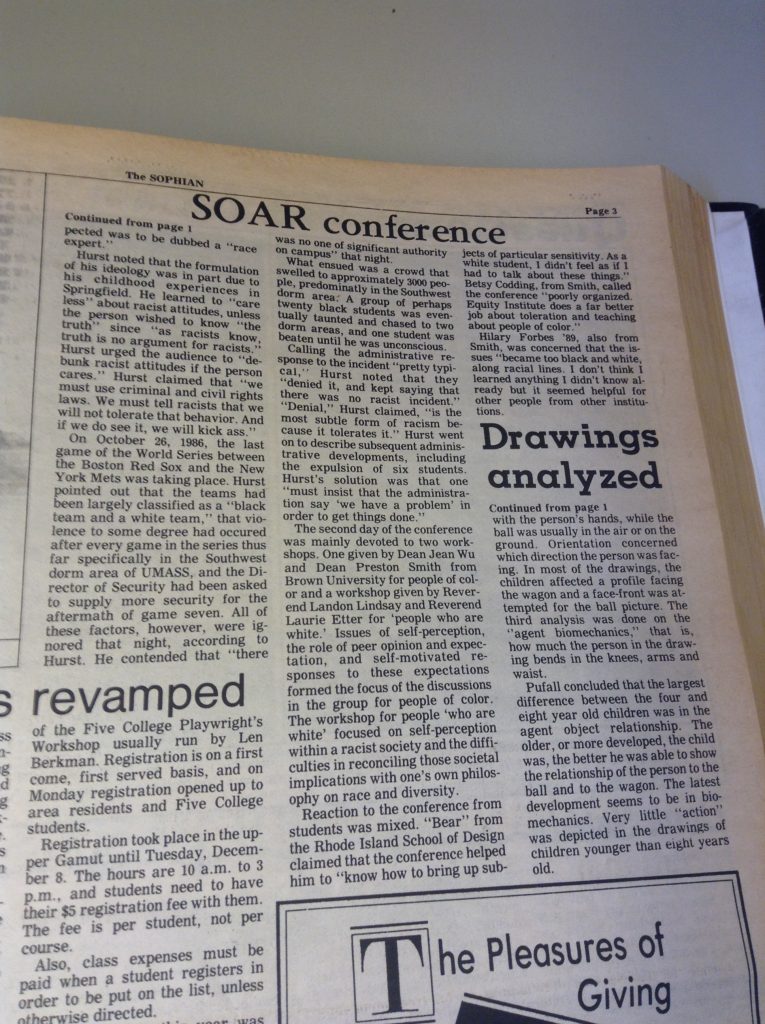 The SOPHIAN
Page 3
SOAR conference
Continued from page 1
pected was to be dubbed a "race
expert."
Hurst noted that the formulation
of his ideology was in part due to
his childhood experiences in
Springfield. He learned to "care
less" about racist attitudes, unless
the person wished to know "the
truth" since "as racists know,
truth is no argument for racists."
Hurst urged the audience to "de-
bunk racist attitudes if the person
cares." Hurst claimed that "we
must use criminal and civil rights
laws. We must tell racists that we
will not tolerate that behavior. And
if we do see it, we will kick ass."
On October 26, 1986, the last
game of the World Series between
the Boston Red Sox and the New
York Mets was taking place. Hurst
pointed out that the teams had
been largely classified as a "black
team and a white team," that vio-
lence to some degree had occured
after every game in the series thus
far specifically in the Southwest
dorm area of UMASS, and the Di-
rector of Security had been asked
to supply more security for the
aftermath of game seven. All of
these factors, however, were ig-
nored that night, according to
Hurst. He contended that "there
was no one of significant authority
on campus" that night.
What ensued was a crowd that
swelled to approximately 3000 peo-
ple, predominatly in the Southwest
dorm area. A group of perhaps
twenty black students was even-
tually taunted and chased to two
dorm areas, and one student was
beaten until he was unconscious.
Calling the administrative re-
sponse to the incident "pretty typi-
cal," Hurst noted that they
"denied it, and kept saying that
there was no racist incident."
"Denial," Hurst claimed, "is the
most subtle form of racism be-
cause it tolerates it." Hurst went
on to describe subsequent adminis-
trative developments, including
the expulsion of six students.
Hurst's solution was that one
"must insist that the administra-
tion say 'we have a problem' in
order to get things done."
The second day of the conference
was mainly devoted to two work-
shops. One given by Dean Jean Wu
and Dean Preston Smith from
Brown University for people of col-
or and a workshop given by Rever-
end Landon Lindsay and Reverend
Laurie Etter for 'people who are
white.' Issues of self-perception,
the role of peer opinion and expec-
tation, and self-motivated re-
sponses to these expectations
formed the focus of the discussions
in the group for people of color.
The workshop for people 'who are
white' focused on self-perception
within a racist society and the diffi-
culties in reconciling those societal
implications with one's own philos-
ophy on race and diversity.
Reaction to the conference from
students was mixed. "Bear" from
the Rhode Island School of Design
claimed that the conference helped
him to "know how to bring up sub-
jects of particular sensitivity. As a
white student, I didn't feel as if I
had to talk about these things."
Betsy Codding, from Smith, called
the conference "poorly organized.
Equity Institute does a far better
job about toleration and teaching
about people of color."
Hilary Forbes '89, also from
Smith, was concerned that the is-
sues "became too black and white,
along racial lines. I don't think I
learned anything I didn't know al-
ready but it seemed helpful for
other people from other institu-
tions.
Drawings
analyzed
Continued from page 1
with the person's hands, while the
ball was usually in the air or on the
ground. Orientation concerned
which direction the person was fac-
ing. In most of the drawings, the
children affected a profile facing
the wagon and a face-front was at-
tempted for the ball picture. The
third analysis was done on the
"agent biomechanics," that is,
how much the person in the draw-
ing bends in the knees, arms and
waist.
Pufall concluded that the largest
difference between the four and
eight year old children was in the
agent object relationship. The
older, or more developed, the child
was, the better he was able to show
the relationship of the person to the
ball and to the wagon. The latest
development seems to be in bio-
mechanics. Very little "action"
was depicted in the drawings of
children younger than eight years
old.
s revamped
of the Five College Playwright's
Workshop usually run by Len
Berkman. Registration is on a first
come, first served basis, and on
Monday registration opened up to
area residents and Five College
students.
Registration took place in the up-
per Gamut until Tuesday, Decem-
ber 8. The hours are 10 a.m. to 3
p.m., and students need to have
their $5 registration fee with them.
The fee is per student, not per
course.
Also, class expenses must be
paid when a student registers in
order to be put on the list, unless
otherwise directed.
year was
The Pleasures of
Giving